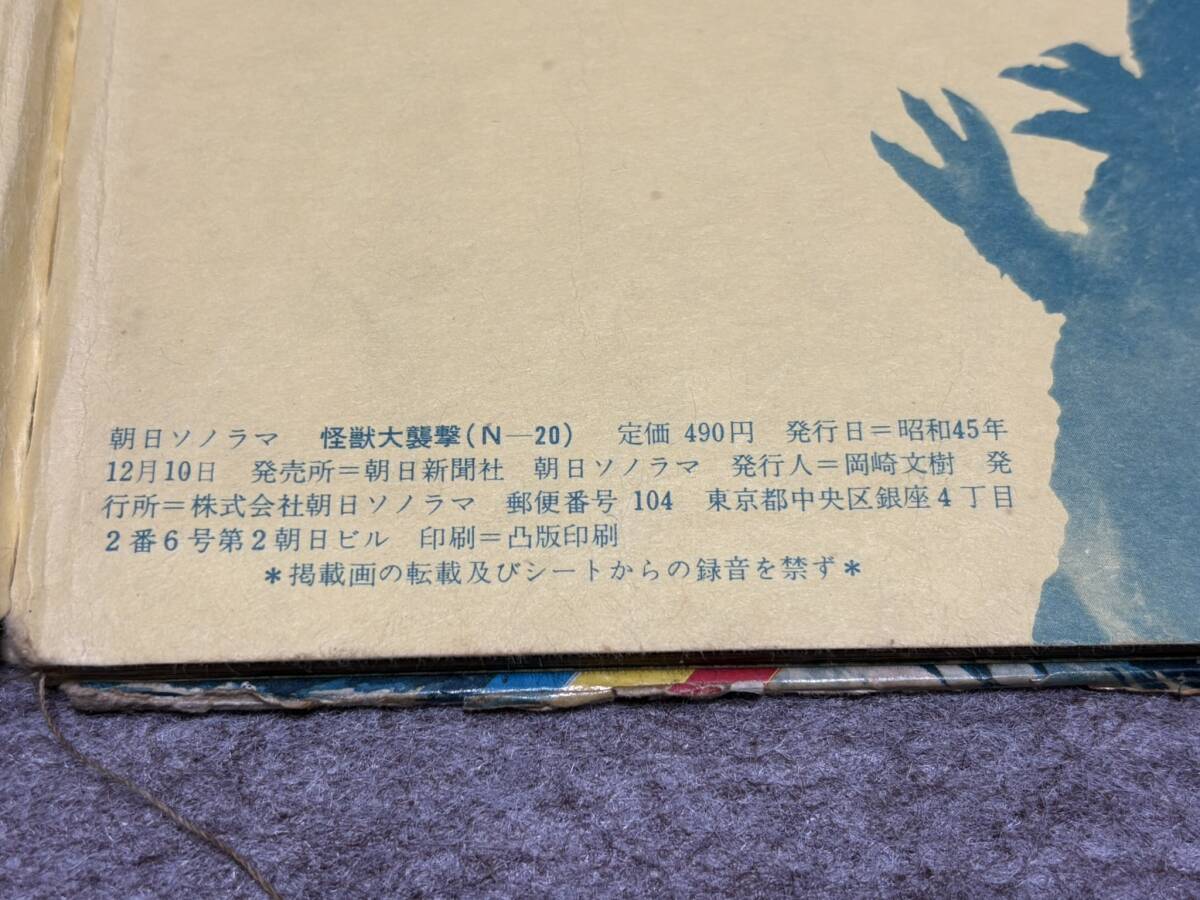 朝日ソノラマ 怪獣大襲撃(N—20) 定価 490円 発行日=昭和45年
12月10日 発売所=朝日新聞社 朝日ソノラマ 発行人=岡崎文樹 発
行所=株式会社朝日ソノラマ 郵便番号 104 東京都中央区銀座4丁目
2番6号第2朝日ビル 印刷=凸版印刷
*掲載画の転載及びシートからの録音を禁ず*